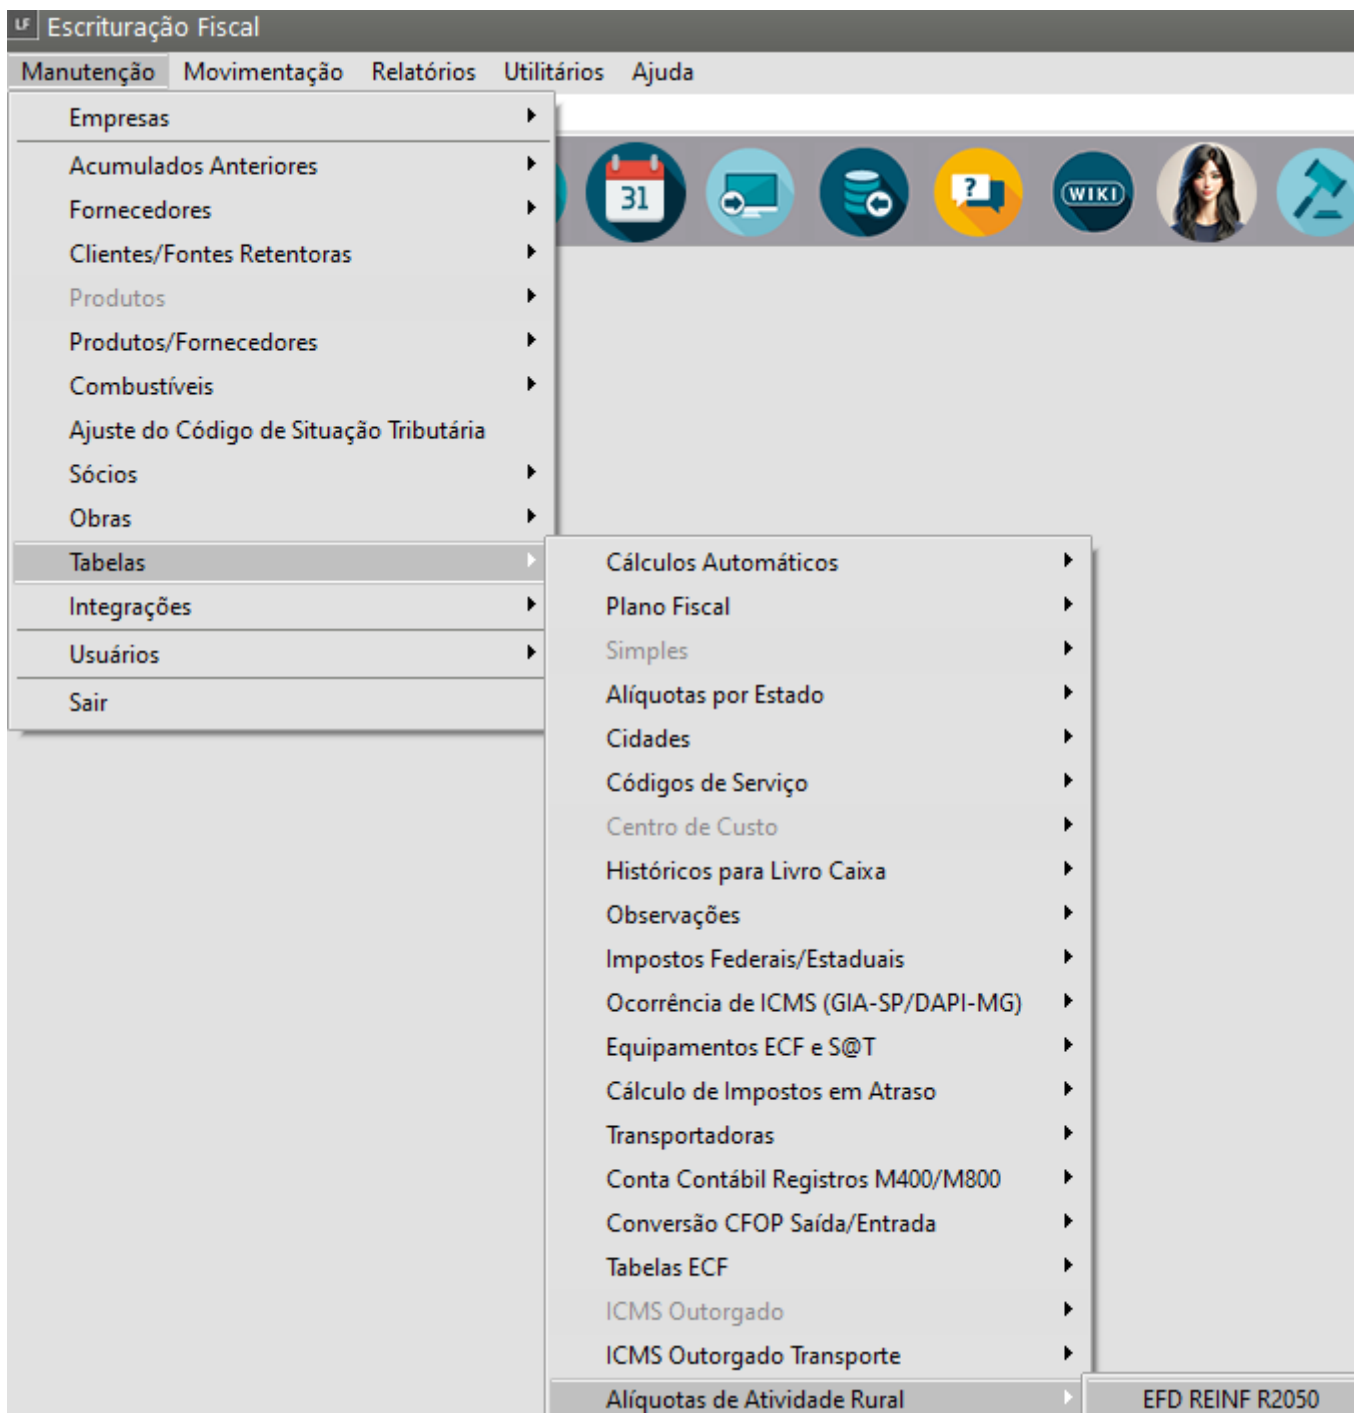 LF Escrituração Fiscal
Manutenção Movimentação Relatórios Utilitários Ajuda
Empresas
Acumulados Anteriores
Fornecedores
Clientes/Fontes Retentoras
Produtos
Produtos/Fornecedores
Combustíveis
Ajuste do Código de Situação Tributária
Sócios
Obras
Tabelas
Integrações
Usuários
Sair
31
?
WIKI
Cálculos Automáticos
Plano Fiscal
Simples
Alíquotas por Estado
Cidades
Códigos de Serviço
Centro de Custo
Históricos para Livro Caixa
Observações
Impostos Federais/Estaduais
Ocorrência de ICMS (GIA-SP/DAPI-MG)
Equipamentos ECF e S@T
Cálculo de Impostos em Atraso
Transportadoras
Conta Contábil Registros M400/M800
Conversão CFOP Saída/Entrada
Tabelas ECF
ICMS Outorgado
ICMS Outorgado Transporte
Alíquotas de Atividade Rural
EFD REINF R2050